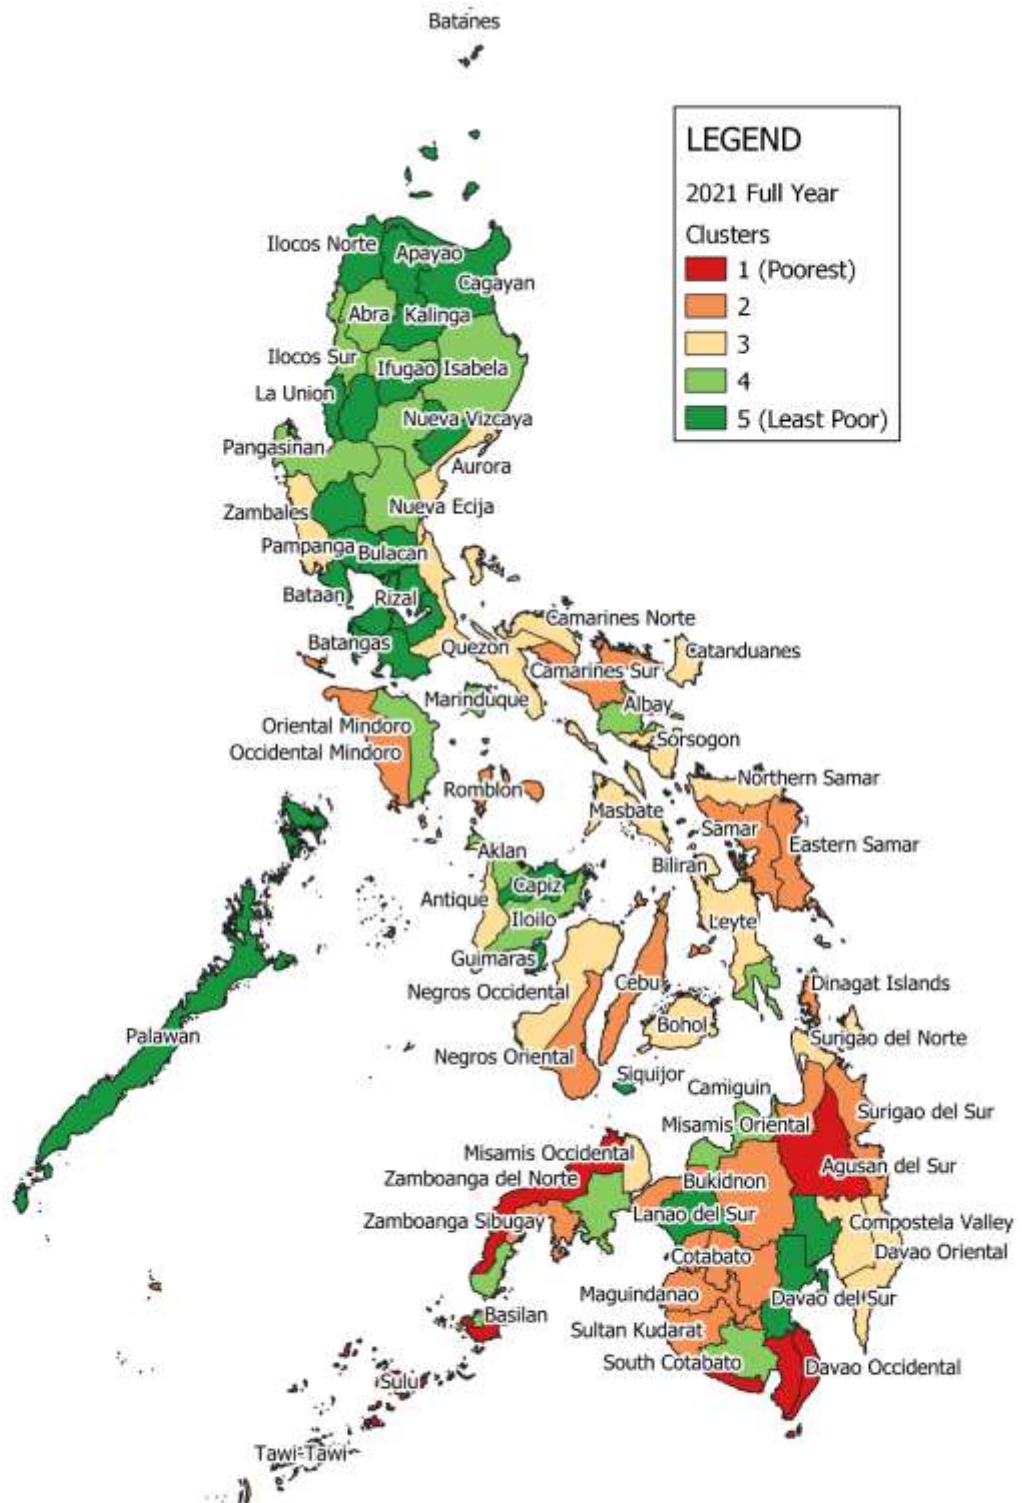 Batanes
LEGEND
2021 Full Year
Clusters
1 (Poorest)
2
3
4
5 (Least Poor)
Ilocos Norte
Apayao
Cagayan
Abra
Kalinga
Ilocos Sur
Ifugao
Isabela
La Union
Nueva Vizcaya
Pangasinan
Aurora
Nueva Ecija
Zambales
Pampanga
Bulacan
Bataan
Rizal
Camarines Norte
Batangas
Quezon
Catanduanes
Camarines Sur
Marinduque
Albay
Oriental Mindoro
Sorsogon
Occidental Mindoro
Northern Samar
Romblon
Masbate
Samar
Eastern Samar
Aklan
Biliran
Capiz
Antique
Iloilo
Leyte
Guimaras
Cebu
Dinagat Islands
Negros Occidental
Bohol
Palawan
Surigao del Norte
Negros Oriental
Siquijor
Camiguin
Surigao del Sur
Misamis Oriental
Misamis Occidental
Agusan del Sur
Zamboanga del Norte
Bukidnon
Zamboanga Sibugay
Lanao del Sur
Compostela Valley
Cotabato
Davao Oriental
Maguindanao
Davao del Sur
Basilan
Sultan Kudarat
South Cotabato
Davao Occidental
Sulu
Tawi-Tawi